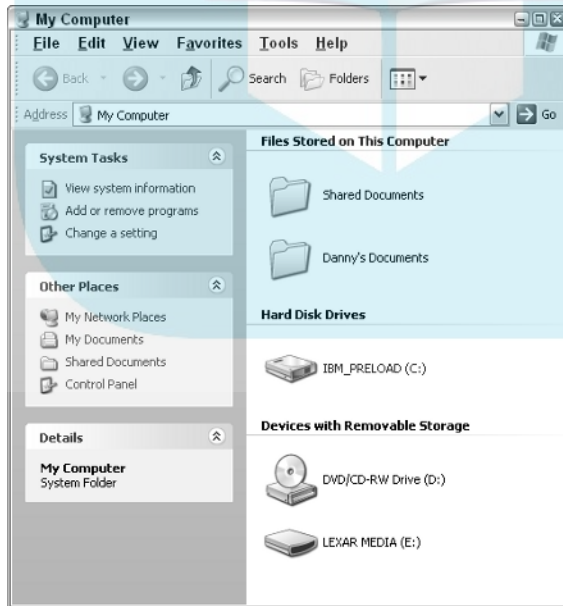 My Computer
File Edit View Favorites Tools Help
Back Search Folders
Address My Computer Go
System Tasks
View system information
Add or remove programs
Change a setting
Other Places
My Network Places
My Documents
Shared Documents
Control Panel
Details
My Computer
System Folder
Files Stored on This Computer
Shared Documents
Danny's Documents
Hard Disk Drives
IBM_PRELOAD (C:)
Devices with Removable Storage
DVD/CD-RW Drive (D:)
LEXAR MEDIA (E:)